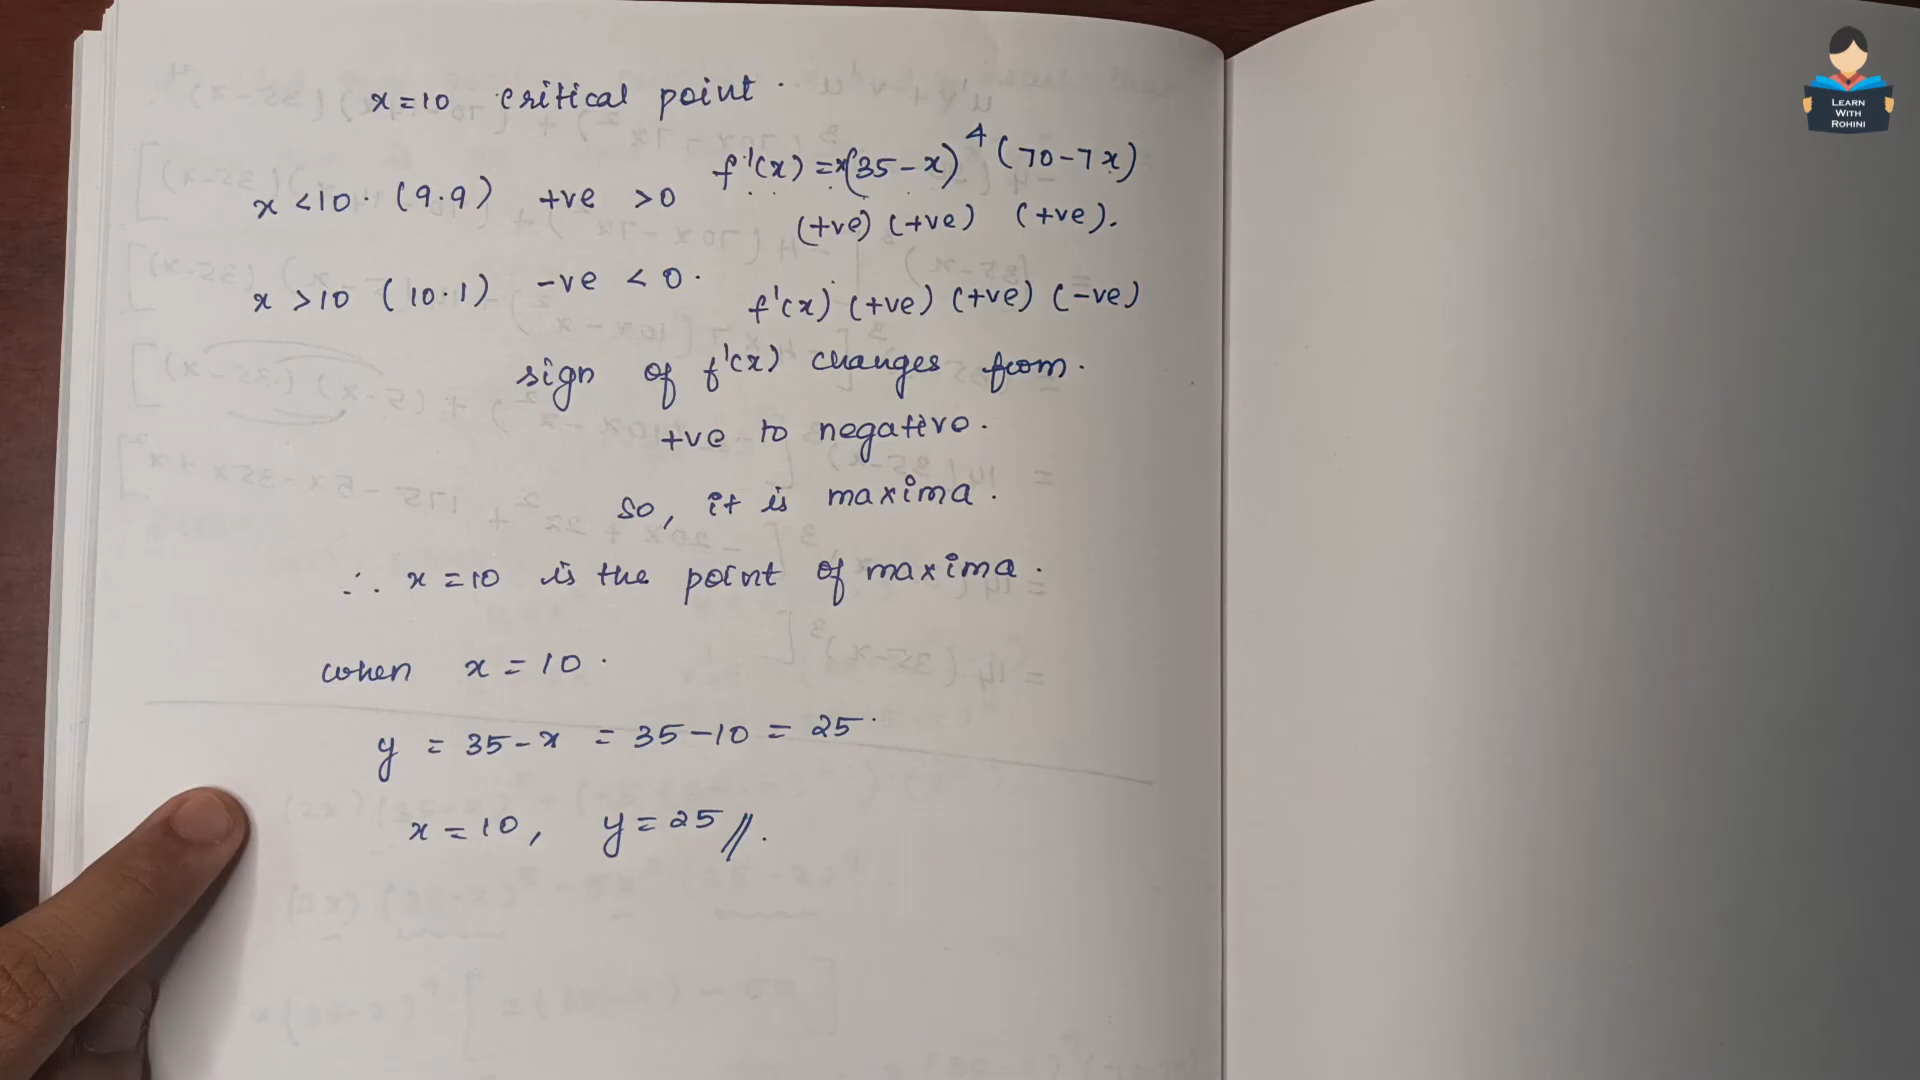 x=10 critical point.
f'(x) = x(35-x)⁴(70-7x)
x<10. (9.9) +ve >0
(+ve) (+ve) (+ve).
x>10 (10.1) -ve <0.
f'(x) (+ve) (+ve) (-ve)
sign of f'(x) changes from.
+ve to negative.
so, it is maxima.
∴ x=10 is the point of maxima.
when x=10.
y = 35-x = 35-10 = 25.
x=10, y=25//.
LEARN
WITH
ROHINI